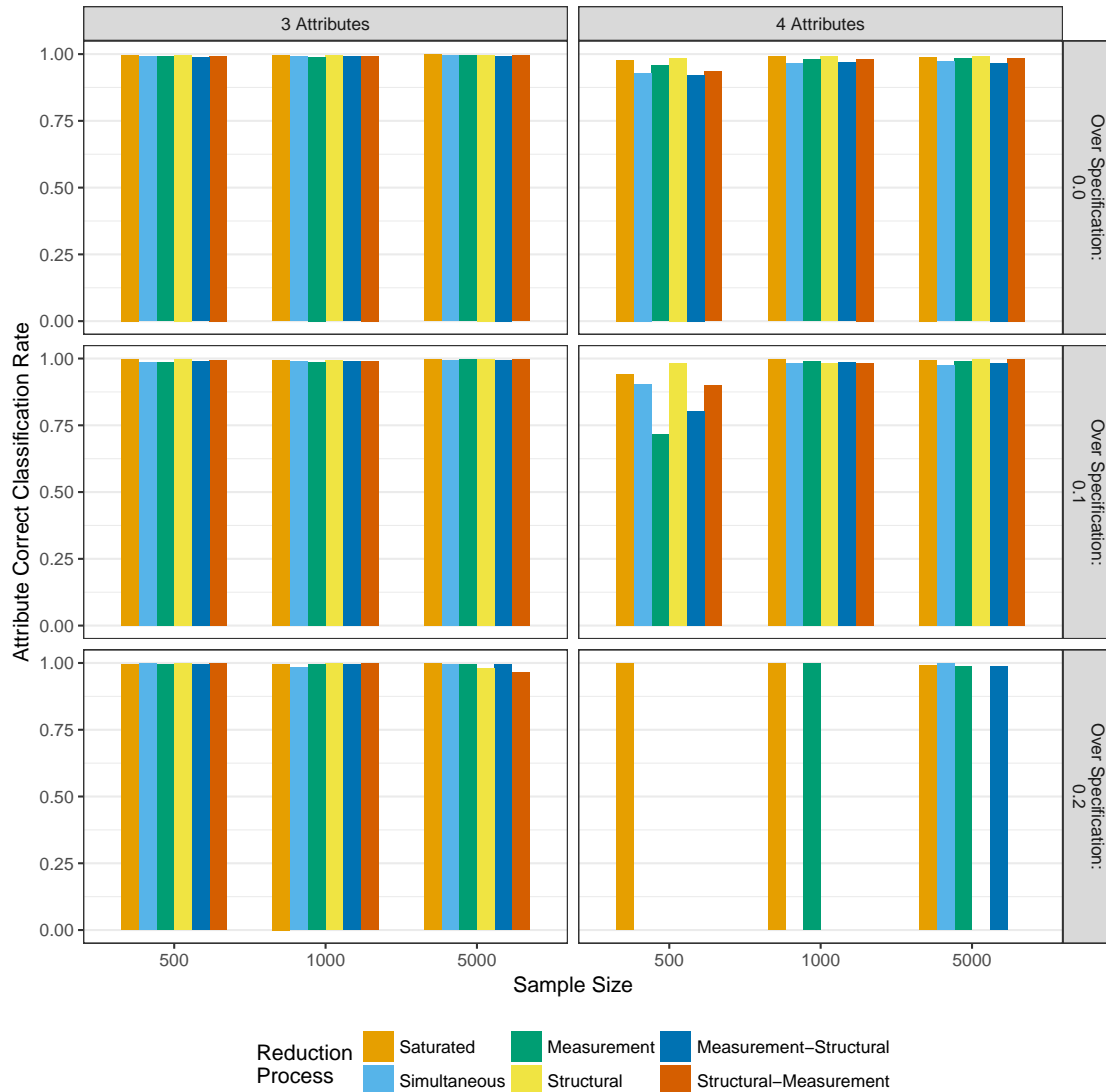 3 Attributes
4 Attributes
Attribute Correct Classification Rate
1.00
0.75
0.50
0.25
0.00
Over Specification:
0.0
1.00
0.75
0.50
0.25
0.00
Over Specification:
0.1
1.00
0.75
0.50
0.25
0.00
Over Specification:
0.2
500
1000
5000
500
1000
5000
Sample Size
Reduction
Process
Saturated
Measurement
Measurement−Structural
Simultaneous
Structural
Structural−Measurement